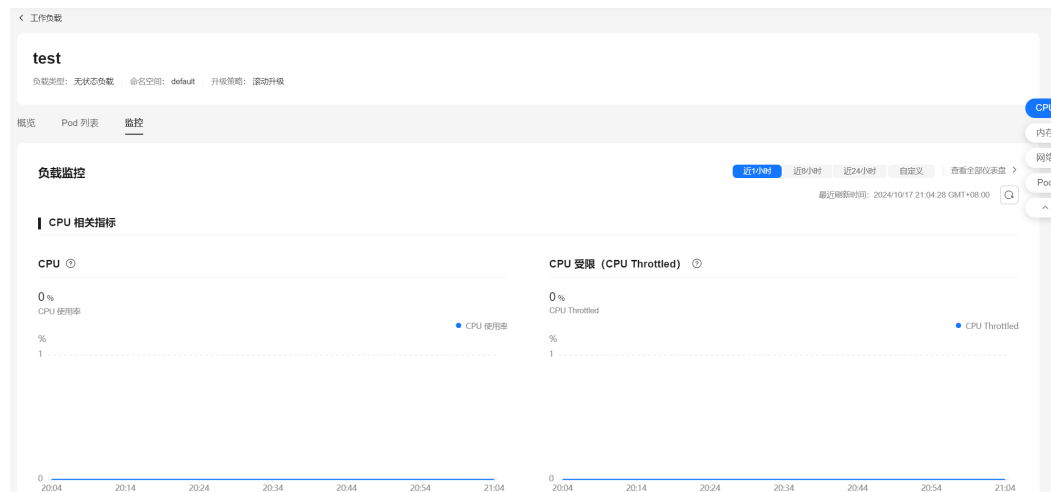 工作负载
test
负载类型: 无状态负载 命名空间: default 升级策略: 滚动升级
概览 Pod 列表 监控
CPU
内存
网络
Pod
负载监控
近1小时 近8小时 近24小时 自定义 查看全部仪表盘
最近刷新时间: 2024/10/17 21:04:28 GMT+08:00
CPU 相关指标
CPU
0 %
CPU 使用率
CPU 使用率
%
1
0
20:04 20:14 20:24 20:34 20:44 20:54 21:04
CPU 受限（CPU Throttled）
0 %
CPU Throttled
CPU Throttled
%
1
0
20:04 20:14 20:24 20:34 20:44 20:54 21:04